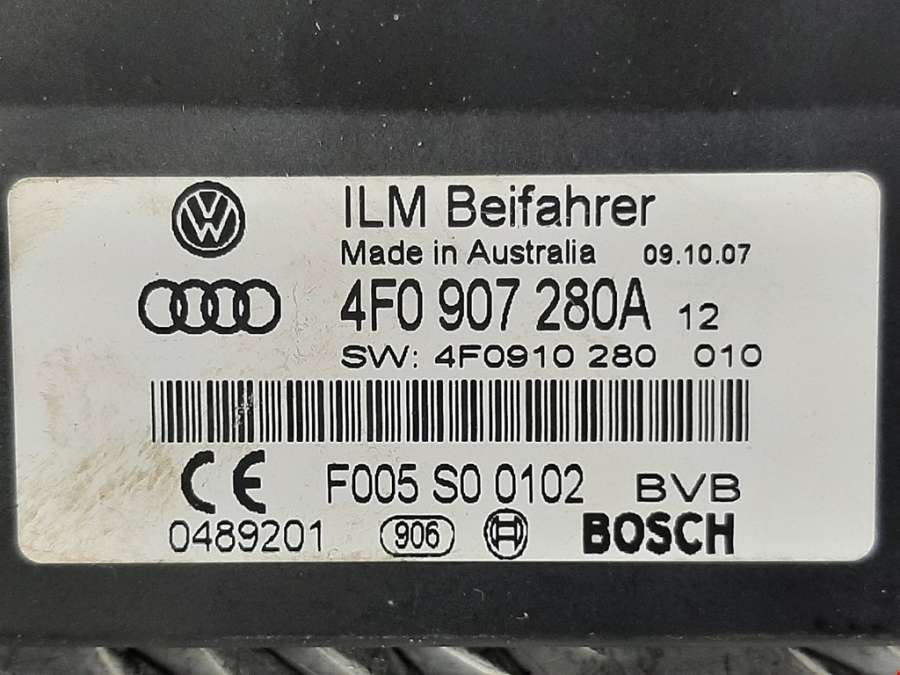 ILM Beifahrer
Made in Australia 09.10.07
4F0 907 280A 12
SW: 4F0910 280 010
CE F005 S0 0102 BVB
0489201 906 BOSCH